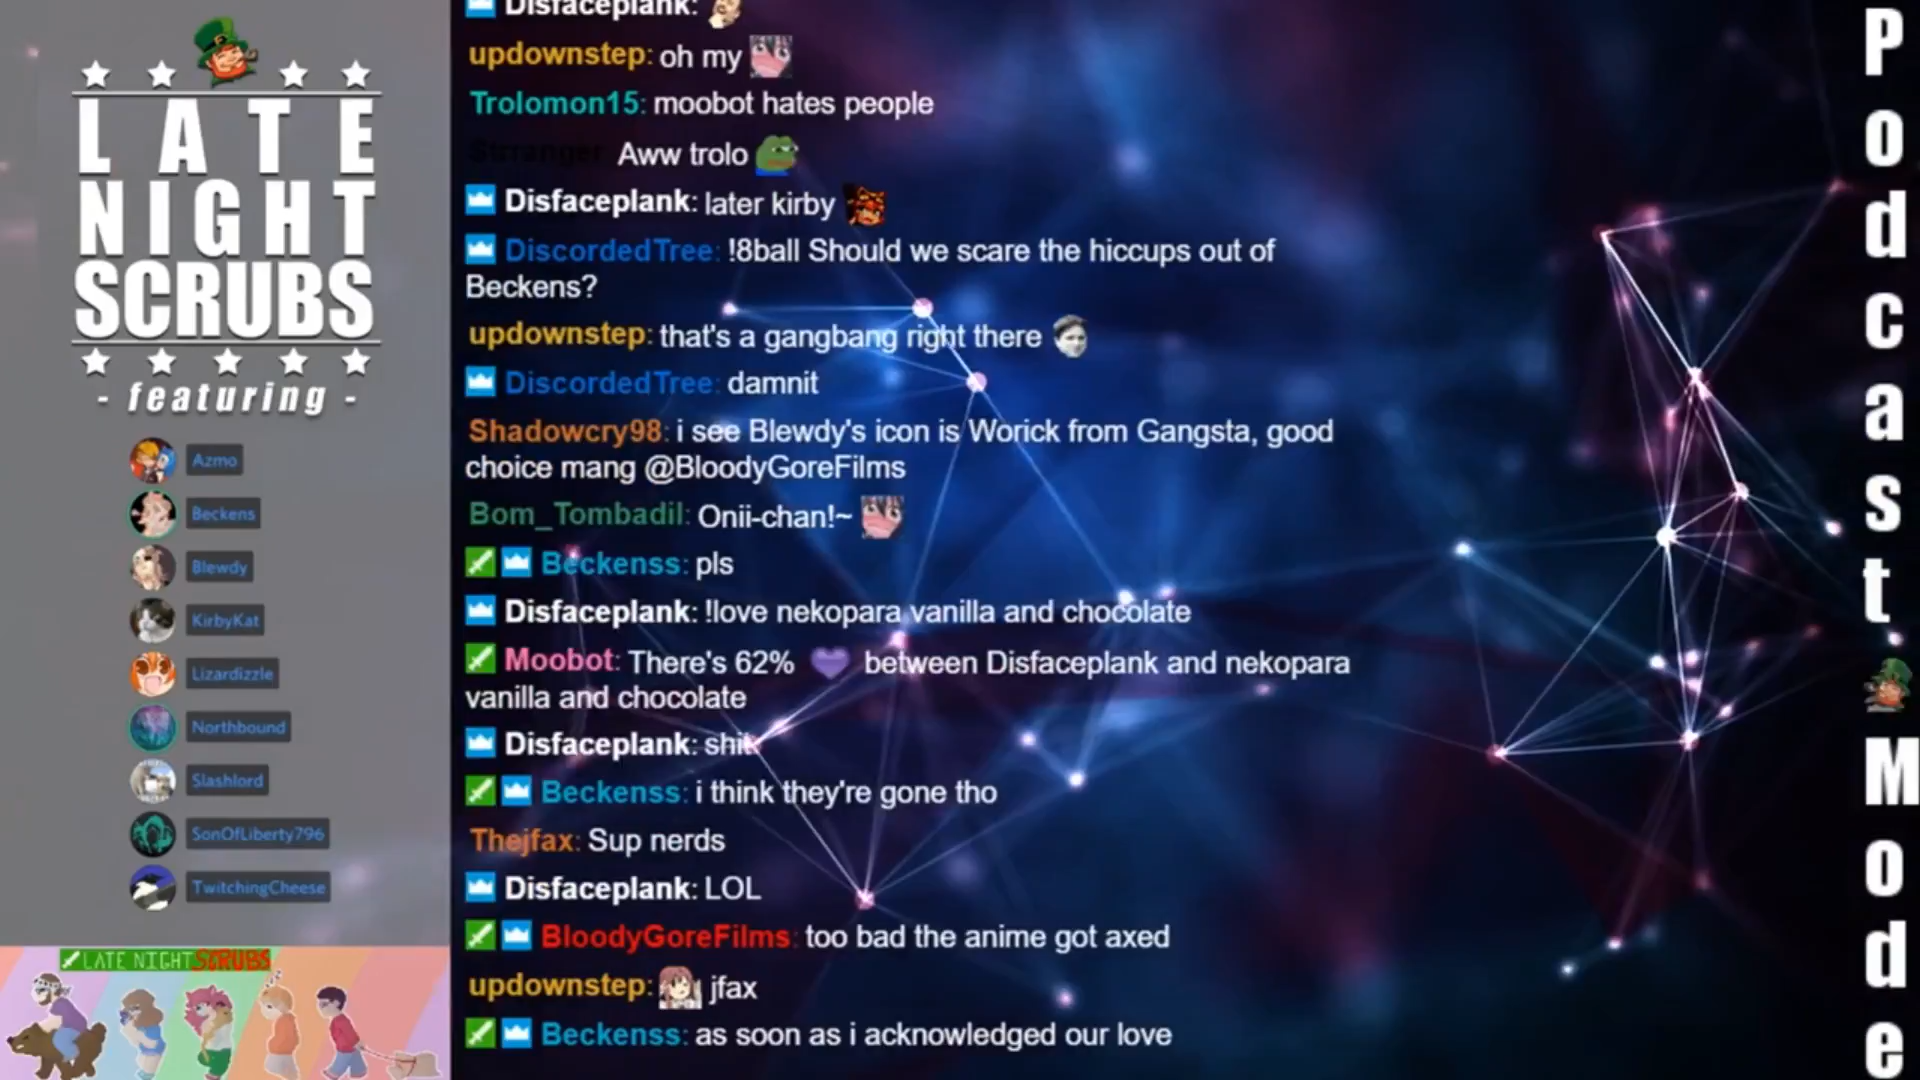 LATE
NIGHT
SCRUBS
- featuring -
Azmo
Beckens
Blewdy
KirbyKat
Lizardizzle
Northbound
Slashlord
SonOfLiberty796
TwitchingCheese
LATE NIGHT SCRUBS
Disfaceplank:
updownstep: oh my
Trolomon15: moobot hates people
Aww trolo
Disfaceplank: later kirby
DiscordedTree: !8ball Should we scare the hiccups out of
Beckens?
updownstep: that's a gangbang right there
DiscordedTree: damnit
Shadowcry98: i see Blewdy's icon is Worick from Gangsta, good
choice mang @BloodyGoreFilms
Bom_Tombadil: Onii-chan!~
Beckenss: pls
Disfaceplank: !love nekopara vanilla and chocolate
Moobot: There's 62% 💜 between Disfaceplank and nekopara
vanilla and chocolate
Disfaceplank: shit
Beckenss: i think they're gone tho
Thejfax: Sup nerds
Disfaceplank: LOL
BloodyGoreFilms: too bad the anime got axed
updownstep: jfax
Beckenss: as soon as i acknowledged our love
Podcast Mode